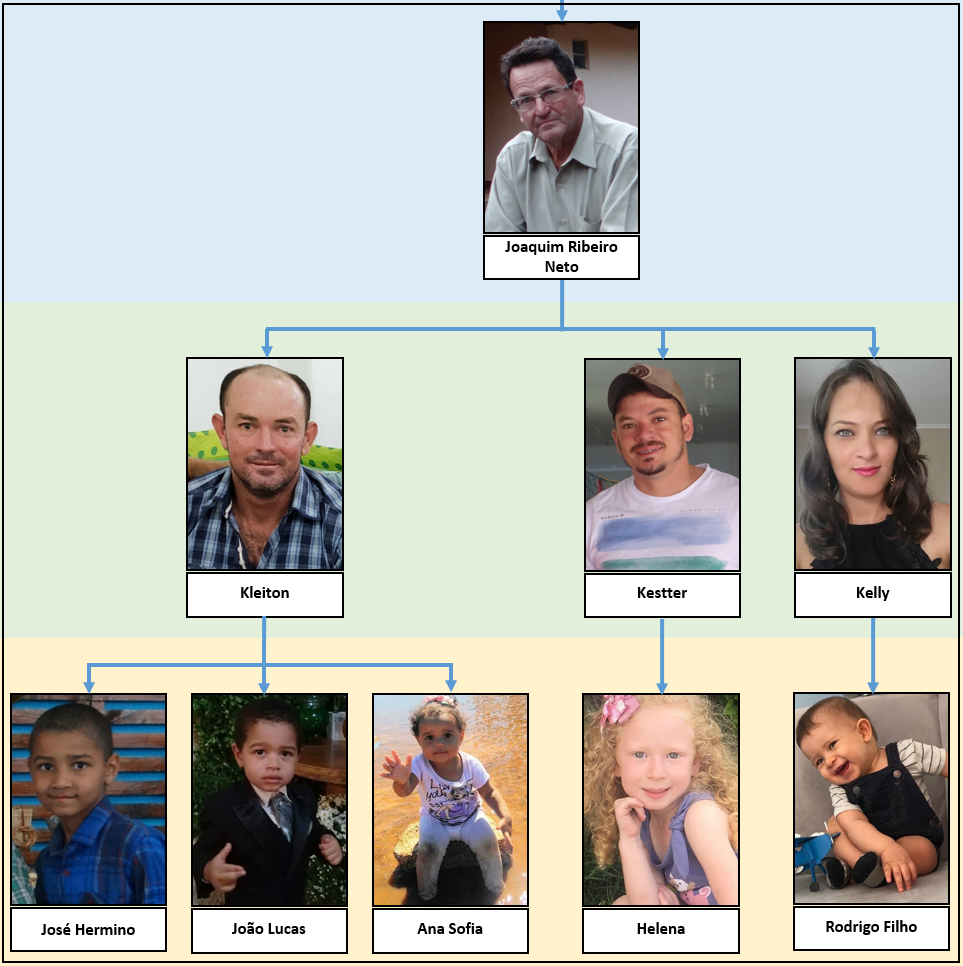 Joaquim Ribeiro
Neto
Kleiton
Kestter
Kelly
José Hermino
João Lucas
Ana Sofia
Helena
Rodrigo Filho